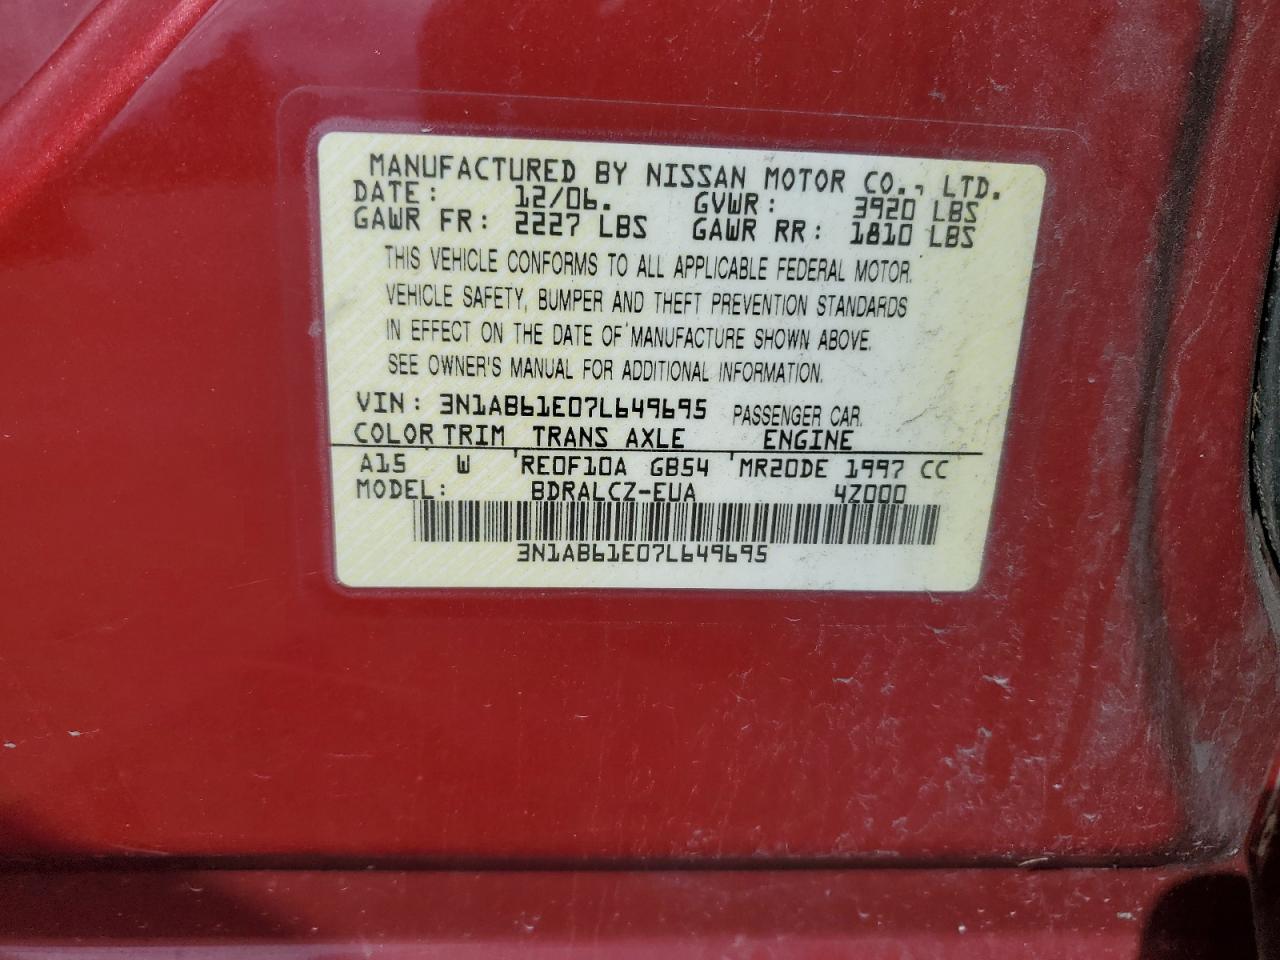 MANUFACTURED BY NISSAN MOTOR CO., LTD.
DATE: 12/06. GVWR: 3920 LBS
GAWR FR: 2227 LBS GAWR RR: 1810 LBS
THIS VEHICLE CONFORMS TO ALL APPLICABLE FEDERAL MOTOR.
VEHICLE SAFETY, BUMPER AND THEFT PREVENTION STANDARDS
IN EFFECT ON THE DATE OF MANUFACTURE SHOWN ABOVE.
SEE OWNER'S MANUAL FOR ADDITIONAL INFORMATION.
VIN: 3N1AB61E07L649695 PASSENGER CAR.
COLOR TRIM TRANS AXLE ENGINE
A15 W RE0F10A GB54 MR20DE 1997 CC
MODEL: BDRALCZ-EUA 4Z000
3N1AB61E07L649695